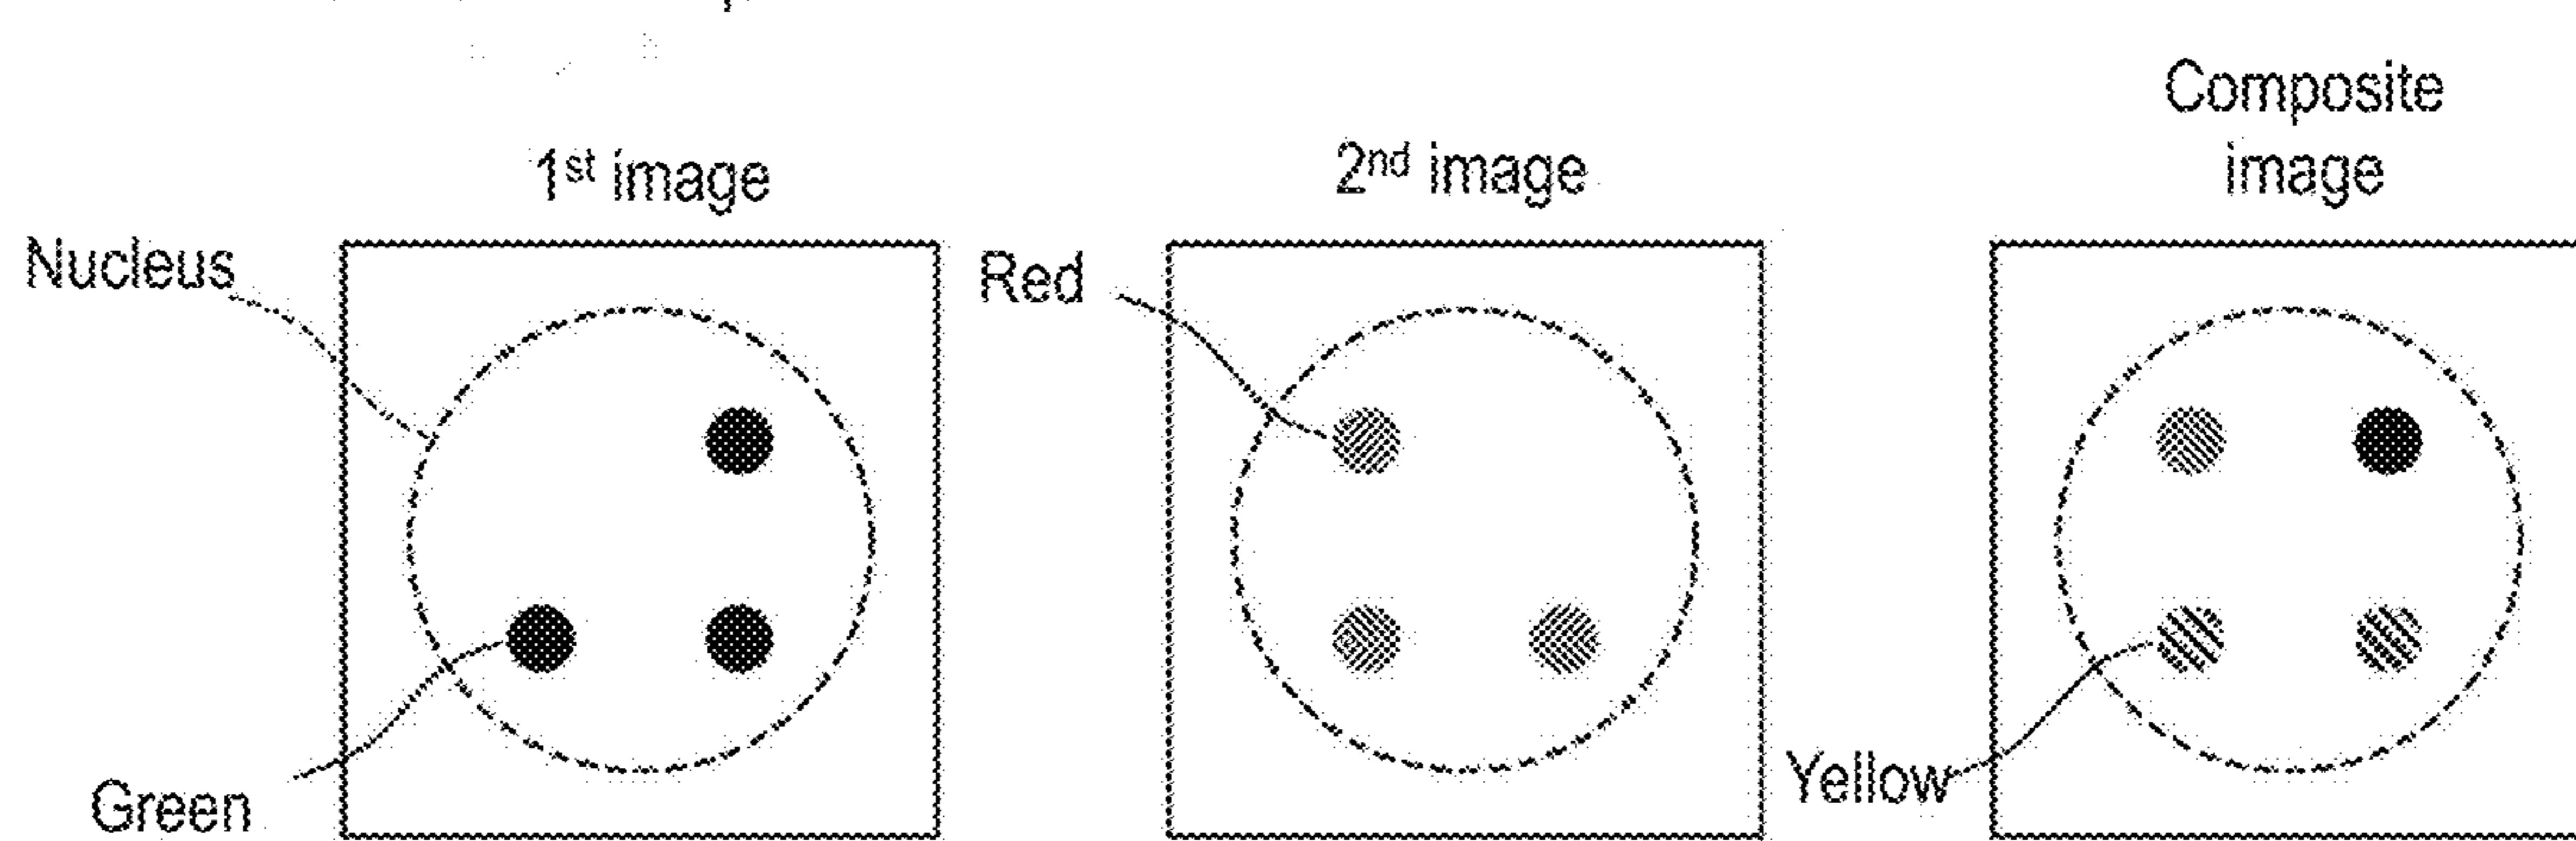 1st image
2nd image
Composite
image
Nucleus
Red
Green
Yellow